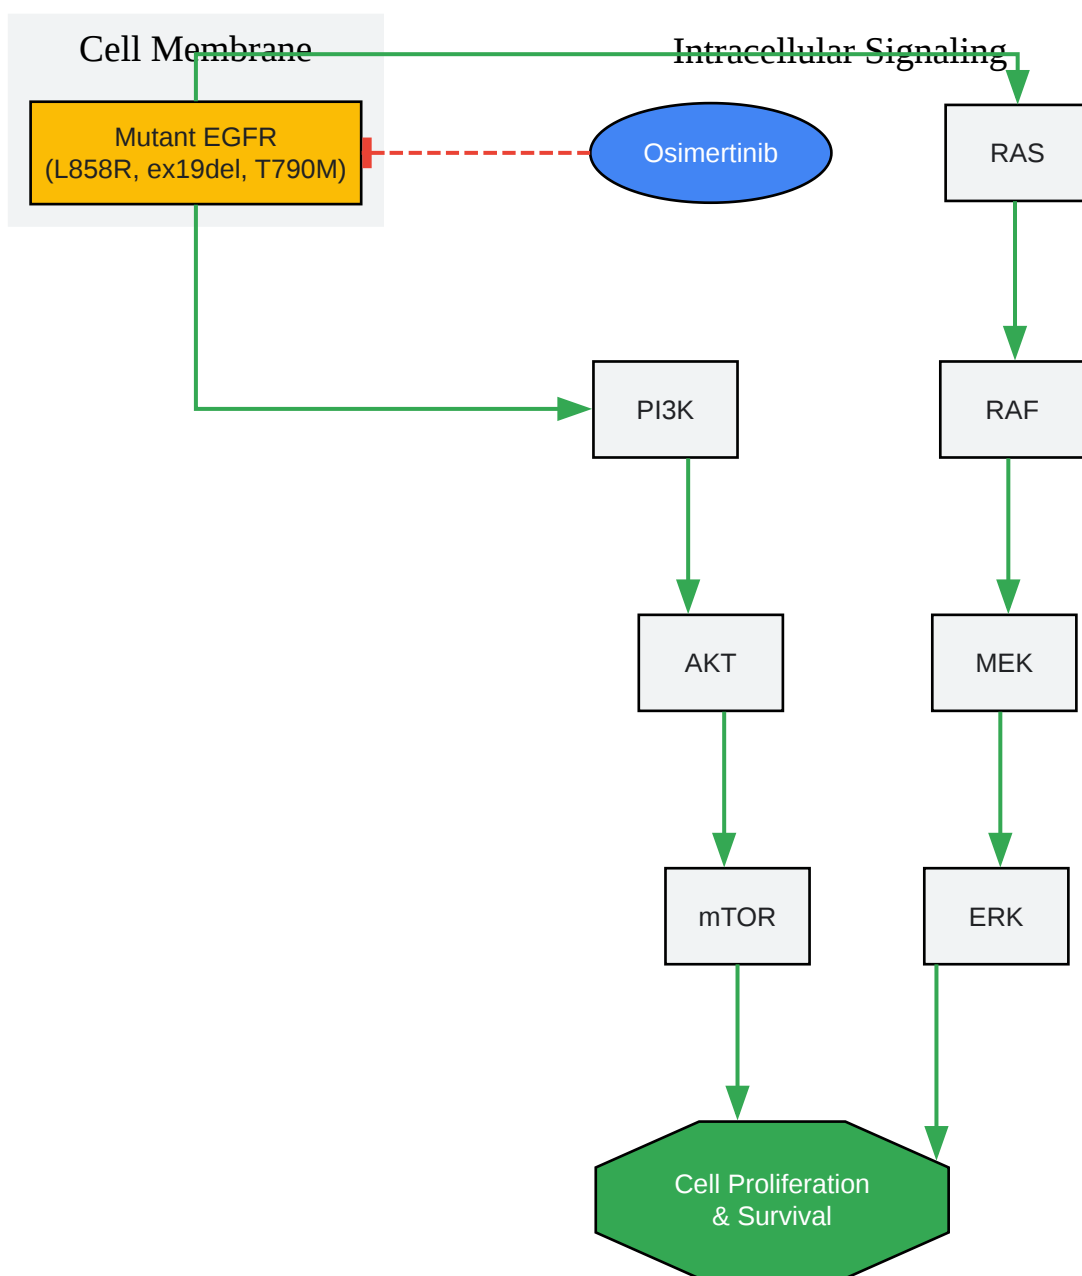 Cell Membrane
Intracellular Signaling
Mutant EGFR
(L858R, ex19del, T790M)
Osimertinib
RAS
PI3K
RAF
AKT
MEK
mTOR
ERK
Cell Proliferation
& Survival